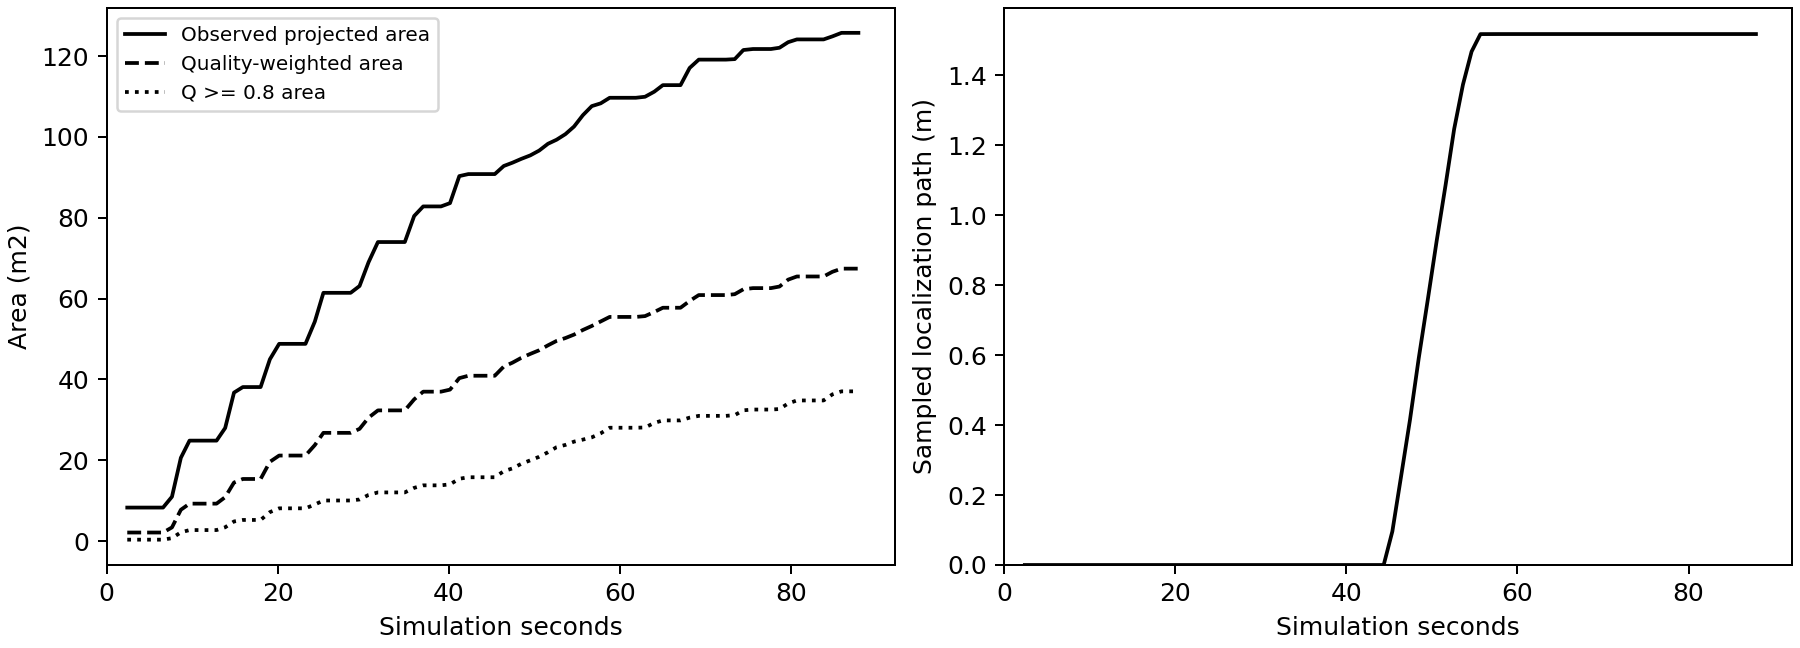 Observed projected area
Quality-weighted area
Q >= 0.8 area
120
100
80
60
40
20
0
Area (m2)
0 20 40 60 80
Simulation seconds
1.4
1.2
1.0
0.8
0.6
0.4
0.2
0.0
Sampled localization path (m)
0 20 40 60 80
Simulation seconds